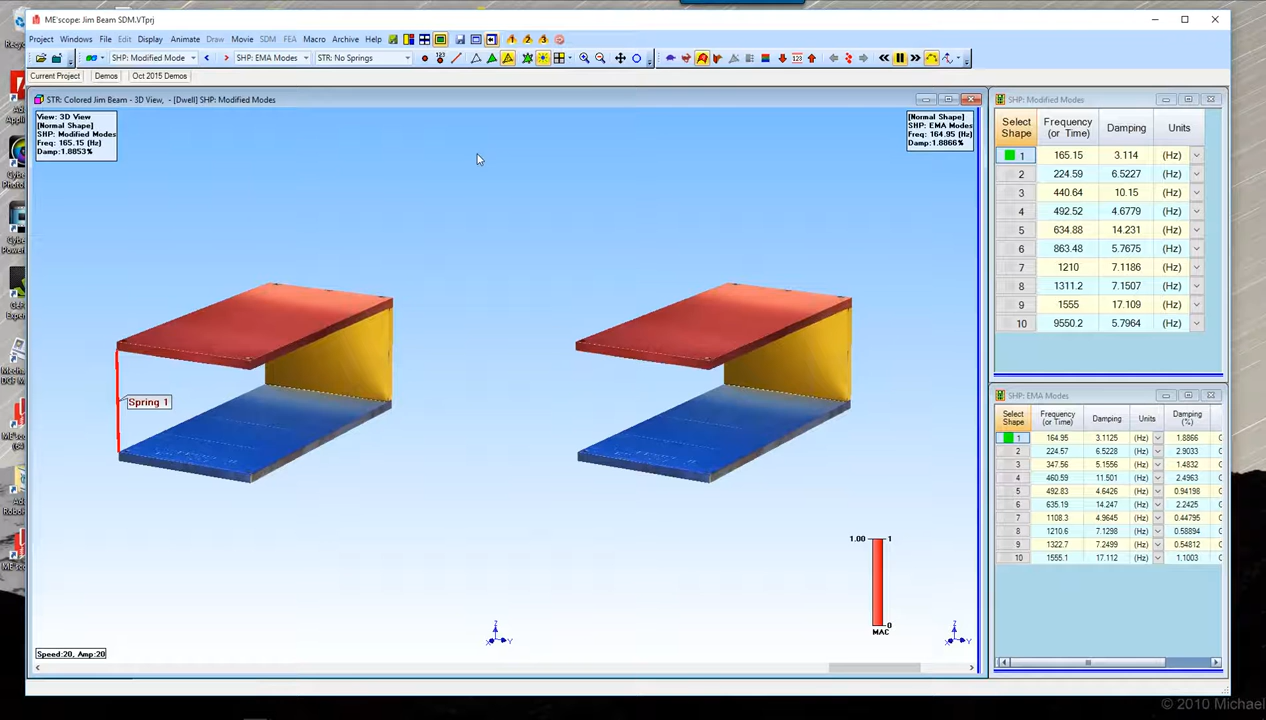 ME'scope: Jim Beam SDM.VTprj
Project Windows File Edit Display Animate Draw Movie SDM FEA Macro Archive Help
SHP: Modified Mode SHP: EMA Modes STR: No Springs
Current Project Demos Oct 2015 Demos
STR: Colored Jim Beam - 3D View, - [Dwell] SHP: Modified Modes
View: 3D View
[Normal Shape]
SHP: Modified Modes
Freq: 165.15 (Hz)
Damp:1.8853%
[Normal Shape]
SHP: EMA Modes
Freq: 164.95 (Hz)
Damp:1.8866%
Spring 1
1.00 1
0
MAC
Z
X Y
Z
X Y
Speed:20, Amp:20
SHP: Modified Modes
Select Shape Frequency (or Time) Damping Units
1 165.15 3.114 (Hz)
2 224.59 6.5227 (Hz)
3 440.64 10.15 (Hz)
4 492.52 4.6779 (Hz)
5 634.88 14.231 (Hz)
6 863.48 5.7675 (Hz)
7 1210 7.1186 (Hz)
8 1311.2 7.1507 (Hz)
9 1555 17.109 (Hz)
10 9550.2 5.7964 (Hz)
SHP: EMA Modes
Select Shape Frequency (or Time) Damping Units Damping (%)
1 164.95 3.1125 (Hz) 1.8866
2 224.57 6.5228 (Hz) 2.9033
3 347.56 5.1556 (Hz) 1.4832
4 460.59 11.501 (Hz) 2.4963
5 492.83 4.6426 (Hz) 0.94198
6 635.19 14.247 (Hz) 2.2425
7 1108.3 4.9645 (Hz) 0.44795
8 1210.6 7.1298 (Hz) 0.58894
9 1322.7 7.2499 (Hz) 0.54812
10 1555.1 17.112 (Hz) 1.1003
© 2010 Michael